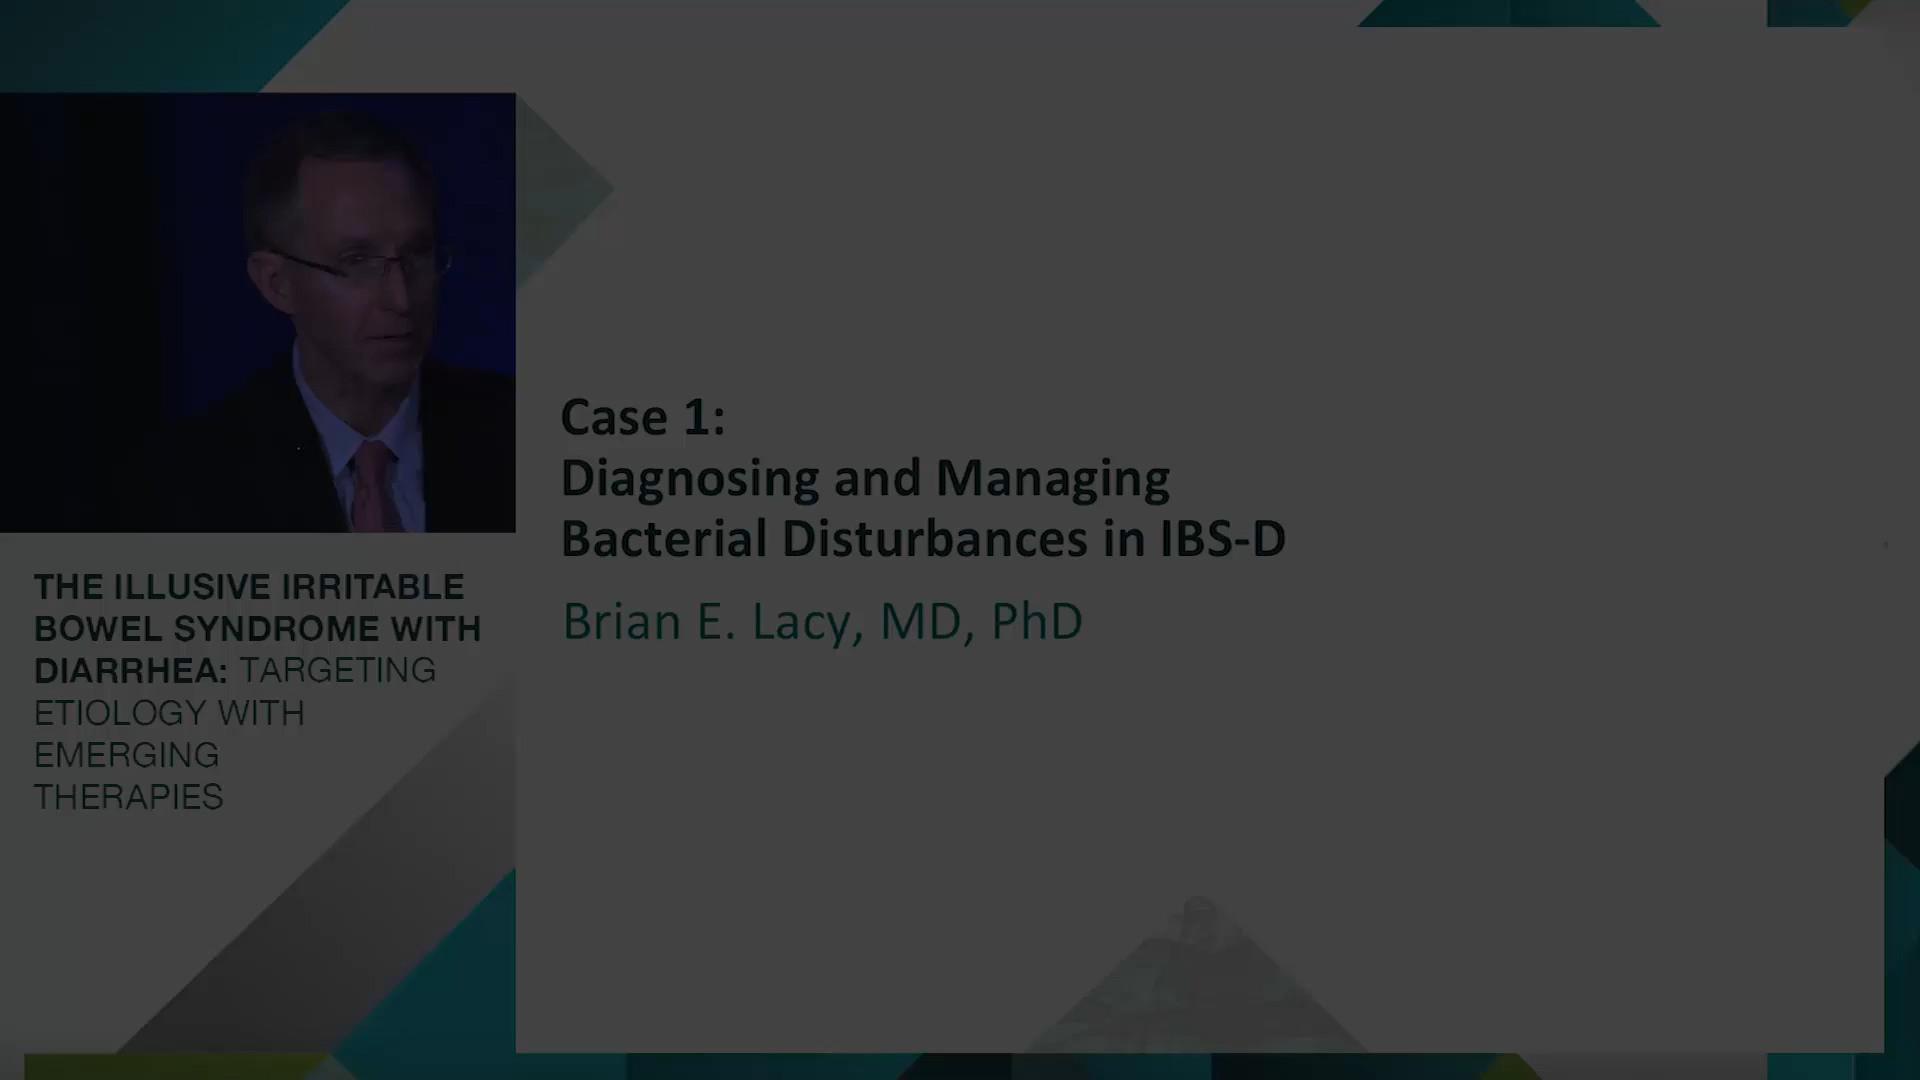 THE ILLUSIVE IRRITABLE
BOWEL SYNDROME WITH
DIARRHEA: TARGETING
ETIOLOGY WITH
EMERGING
THERAPIES
Case 1:
Diagnosing and Managing
Bacterial Disturbances in IBS-D
Brian E. Lacy, MD, PhD